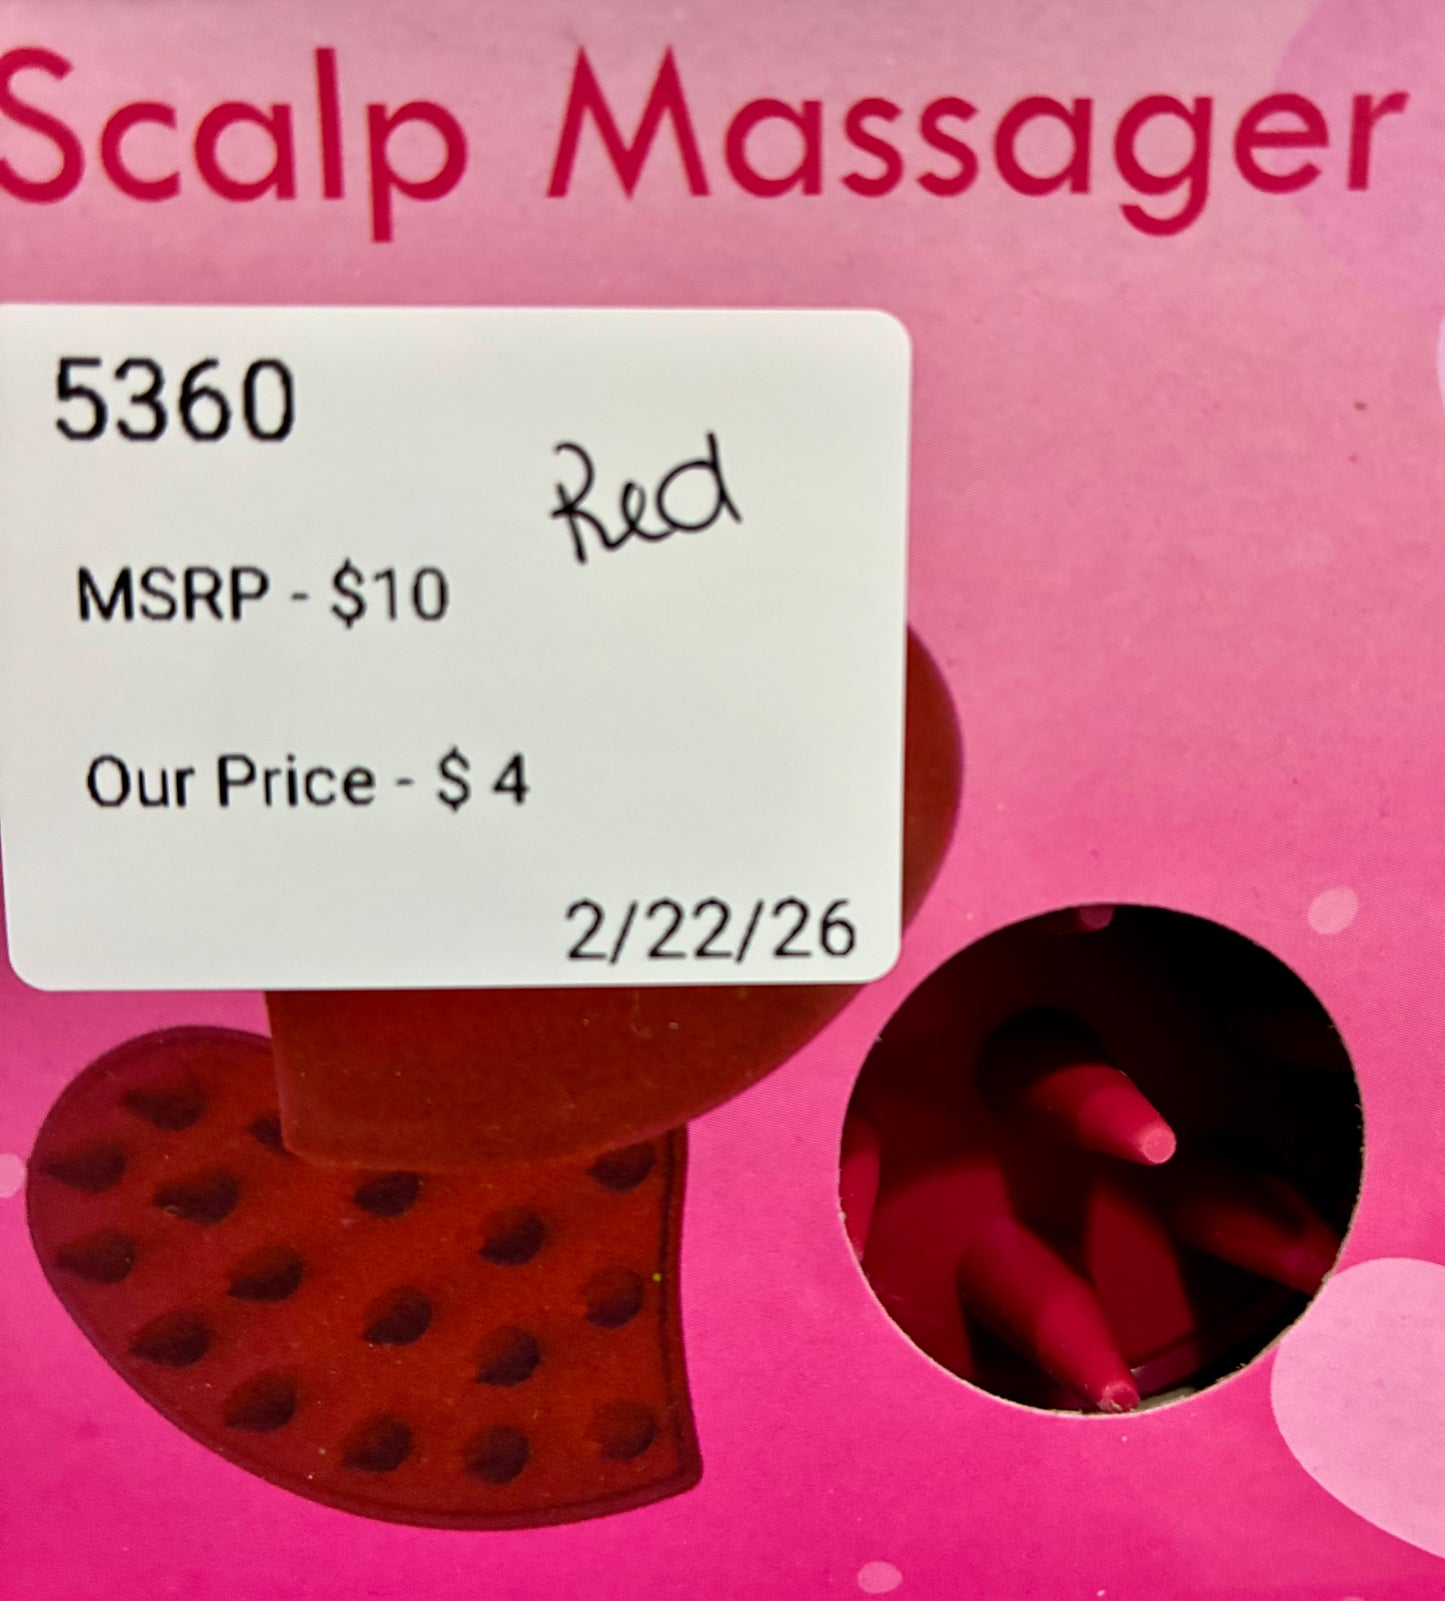 Scalp Massager
5360
Red
MSRP - $10
Our Price - $ 4
2/22/26